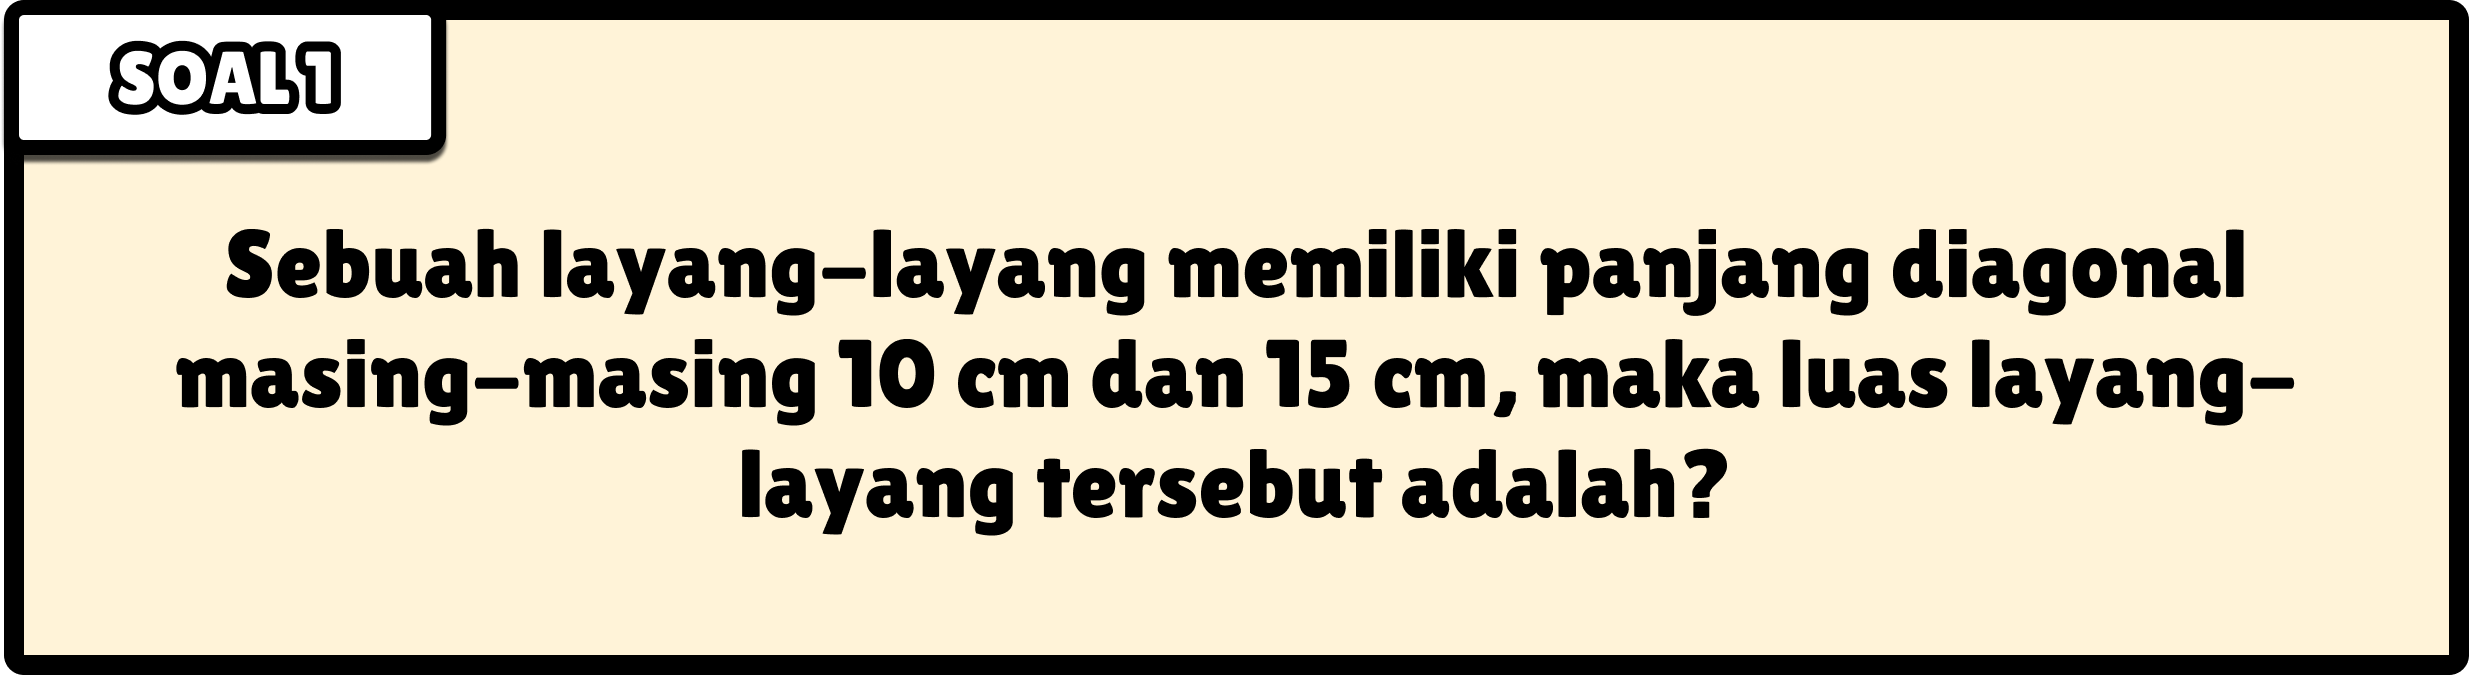 SOAL 1
Sebuah layang-layang memiliki panjang diagonal
masing-masing 10 cm dan 15 cm, maka luas layang-
layang tersebut adalah?